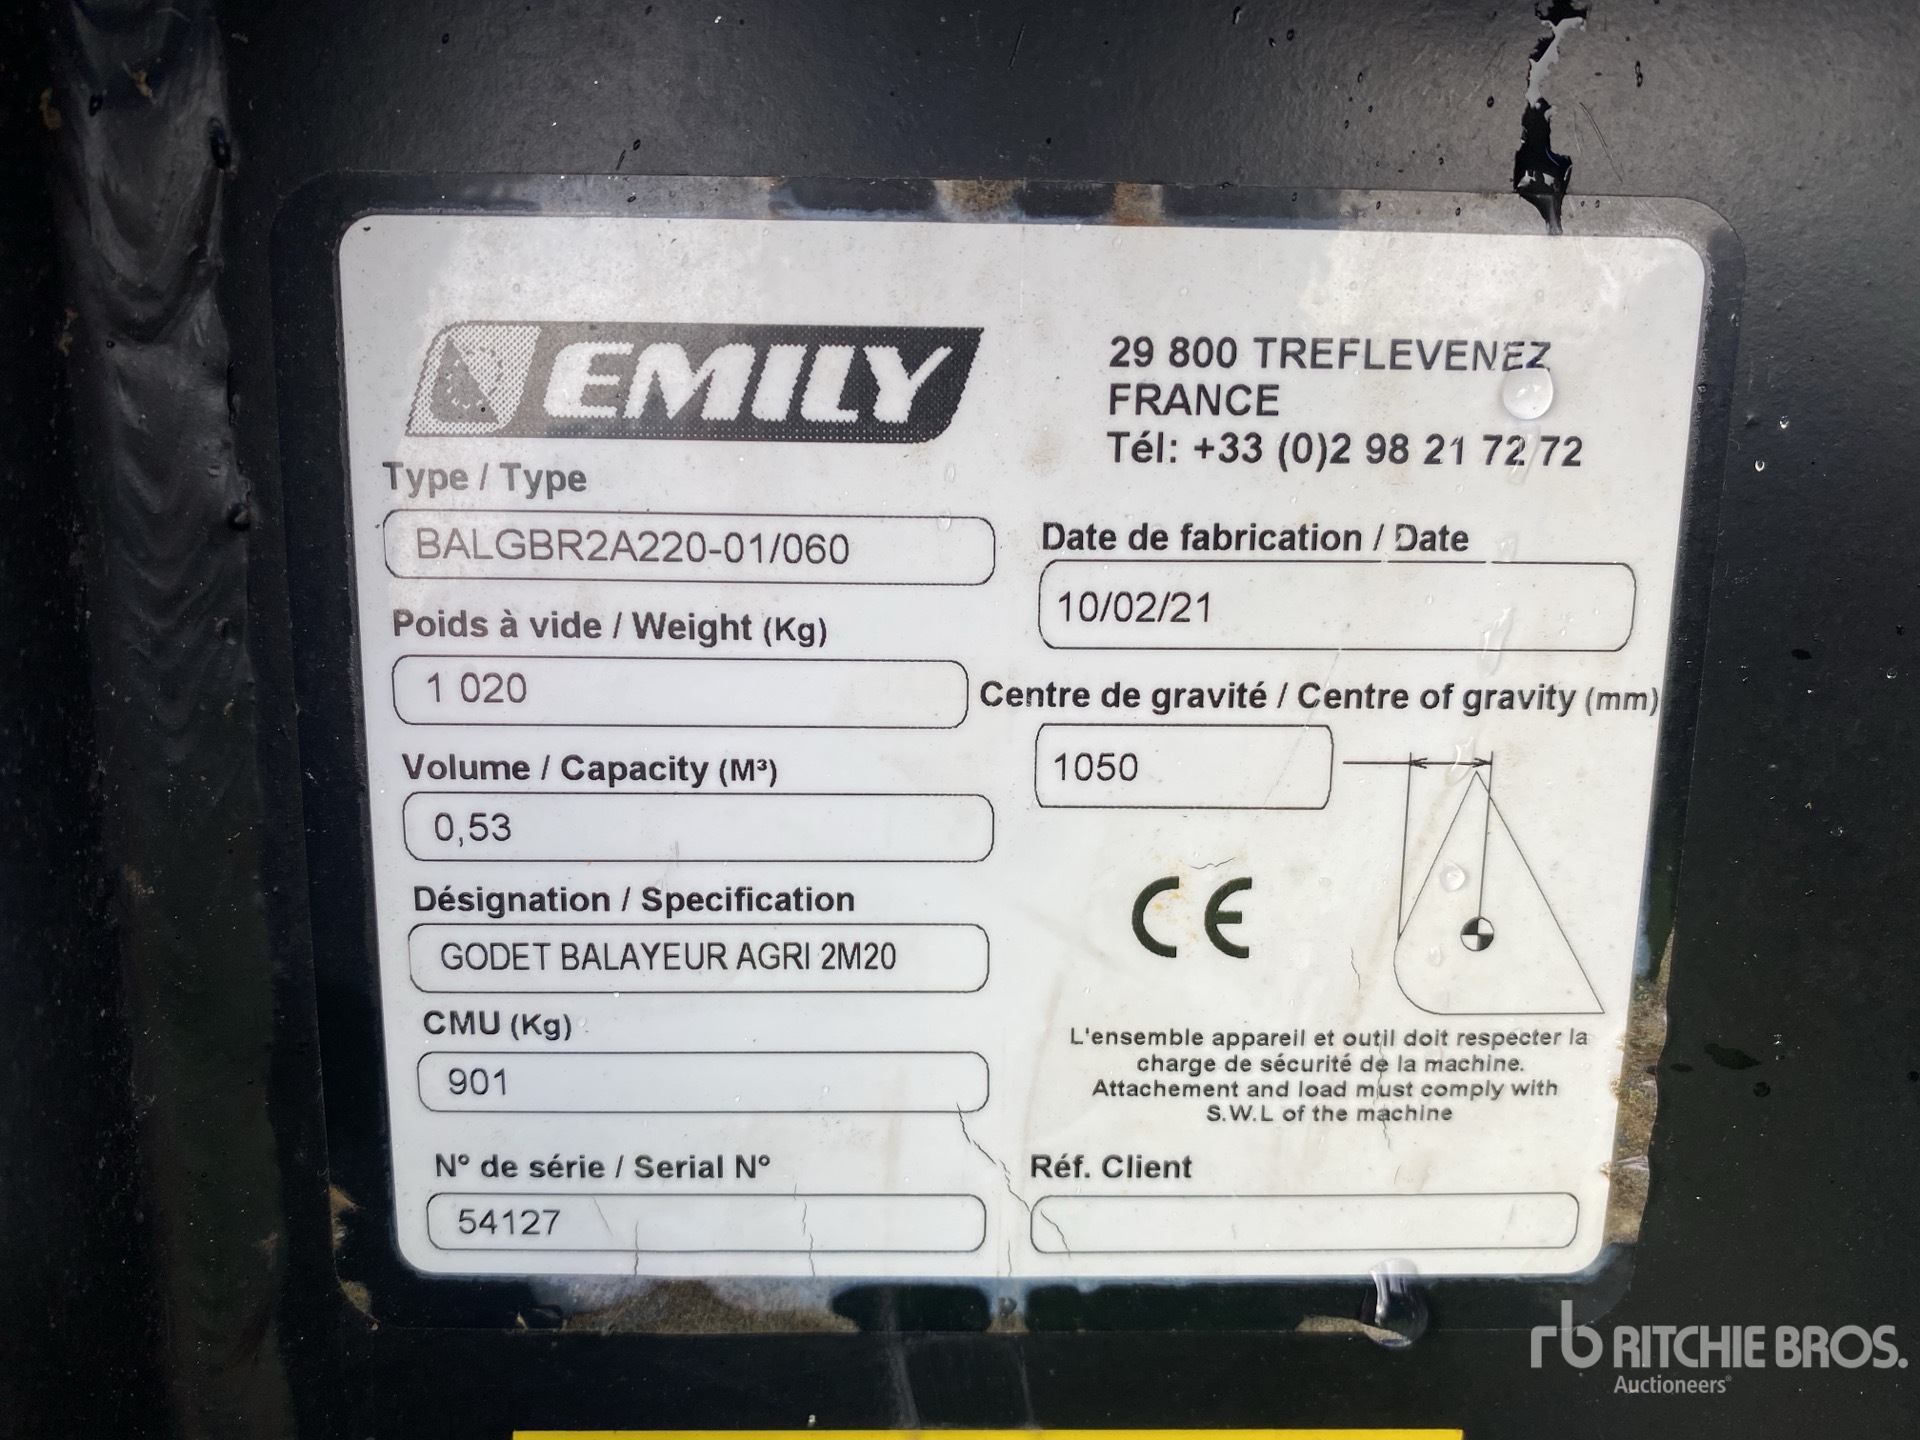 EMILY
29 800 TREFLEVENEZ
FRANCE
Tél: +33 (0)2 98 21 72 72
Type / Type
BALGBR2A220-01/060
Date de fabrication / Date
10/02/21
Poids à vide / Weight (Kg)
1 020
Centre de gravité / Centre of gravity (mm)
1050
Volume / Capacity (M³)
0,53
Désignation / Specification
GODET BALAYEUR AGRI 2M20
CE
CMU (Kg)
901
L'ensemble appareil et outil doit respecter la
charge de sécurité de la machine.
Attachement and load must comply with
S.W.L of the machine
N° de série / Serial N°
54127
Réf. Client
rb RITCHIE BROS.
Auctioneers®